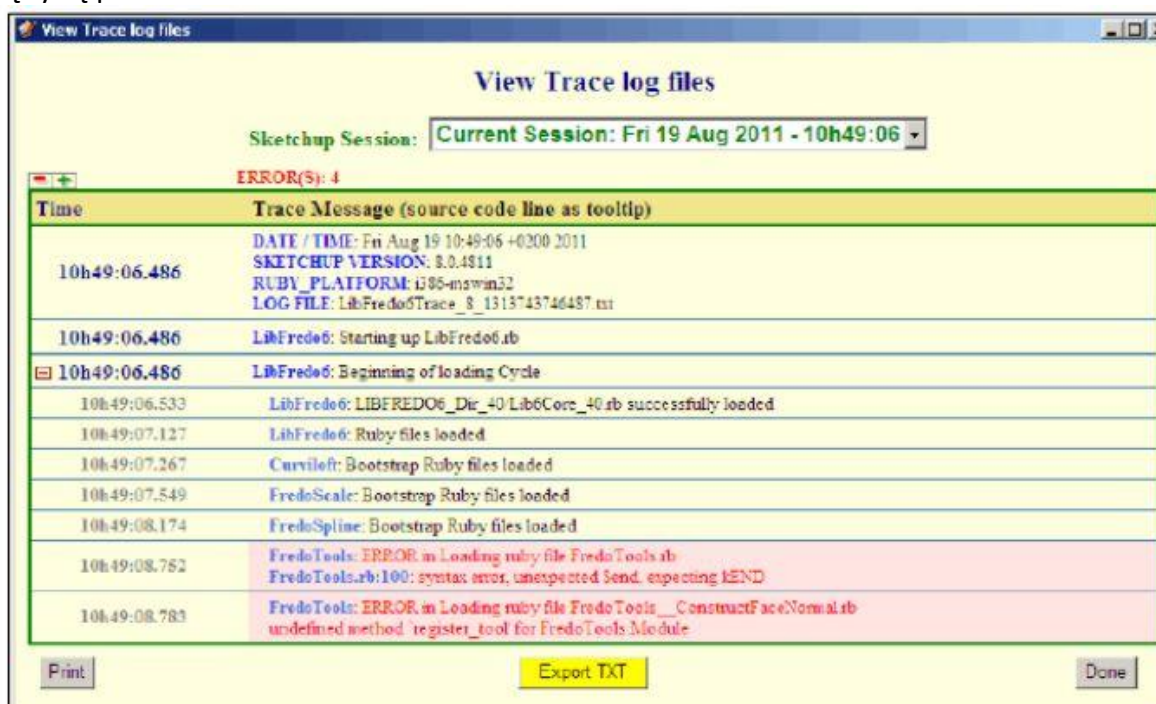 View Trace log files
View Trace log files
Sketchup Session: Current Session: Fri 19 Aug 2011 - 10h49:06
ERROR(S): 4
Time Trace Message (source code line as tooltip)
10h49:06.486
DATE / TIME: Fri Aug 19 10:49:06 +0200 2011
SKETCHUP VERSION: 8.0.4811
RUBY_PLATFORM: i386-mswin32
LOG FILE: LibFredo6Trace_8_1313743746487.txt
10h49:06.486 LibFredo6: Starting up LibFredo6.rb
10h49:06.486 LibFredo6: Beginning of loading Cycle
10h49:06.533 LibFredo6: LIBFREDO6_Dir_40/Lib6Core_40.rb successfully loaded
10h49:07.127 LibFredo6: Ruby files loaded
10h49:07.267 Curviloft: Bootstrap Ruby files loaded
10h49:07.549 FredoScale: Bootstrap Ruby files loaded
10h49:08.174 FredoSpline: Bootstrap Ruby files loaded
10h49:08.752 FredoTools: ERROR in Loading ruby file FredoTools.rb
FredoTools.rb:100: syntax error, unexpected $end, expecting kEND
10h49:08.783 FredoTools: ERROR in Loading ruby file FredoTools__ConstructFaceNormal.rb
undefined method `register_tool' for FredoTools:Module
Print Export TXT Done